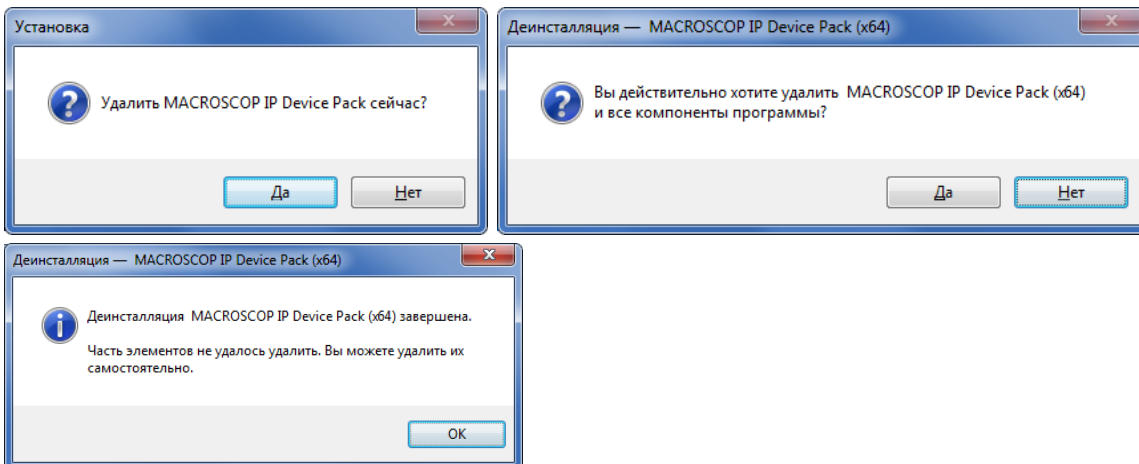 Установка
Удалить MACROSCOP IP Device Pack сейчас?
Да
Нет
Деинсталляция — MACROSCOP IP Device Pack (x64)
Вы действительно хотите удалить MACROSCOP IP Device Pack (x64)
и все компоненты программы?
Да
Нет
Деинсталляция — MACROSCOP IP Device Pack (x64)
Деинсталляция MACROSCOP IP Device Pack (x64) завершена.
Часть элементов не удалось удалить. Вы можете удалить их
самостоятельно.
ОК